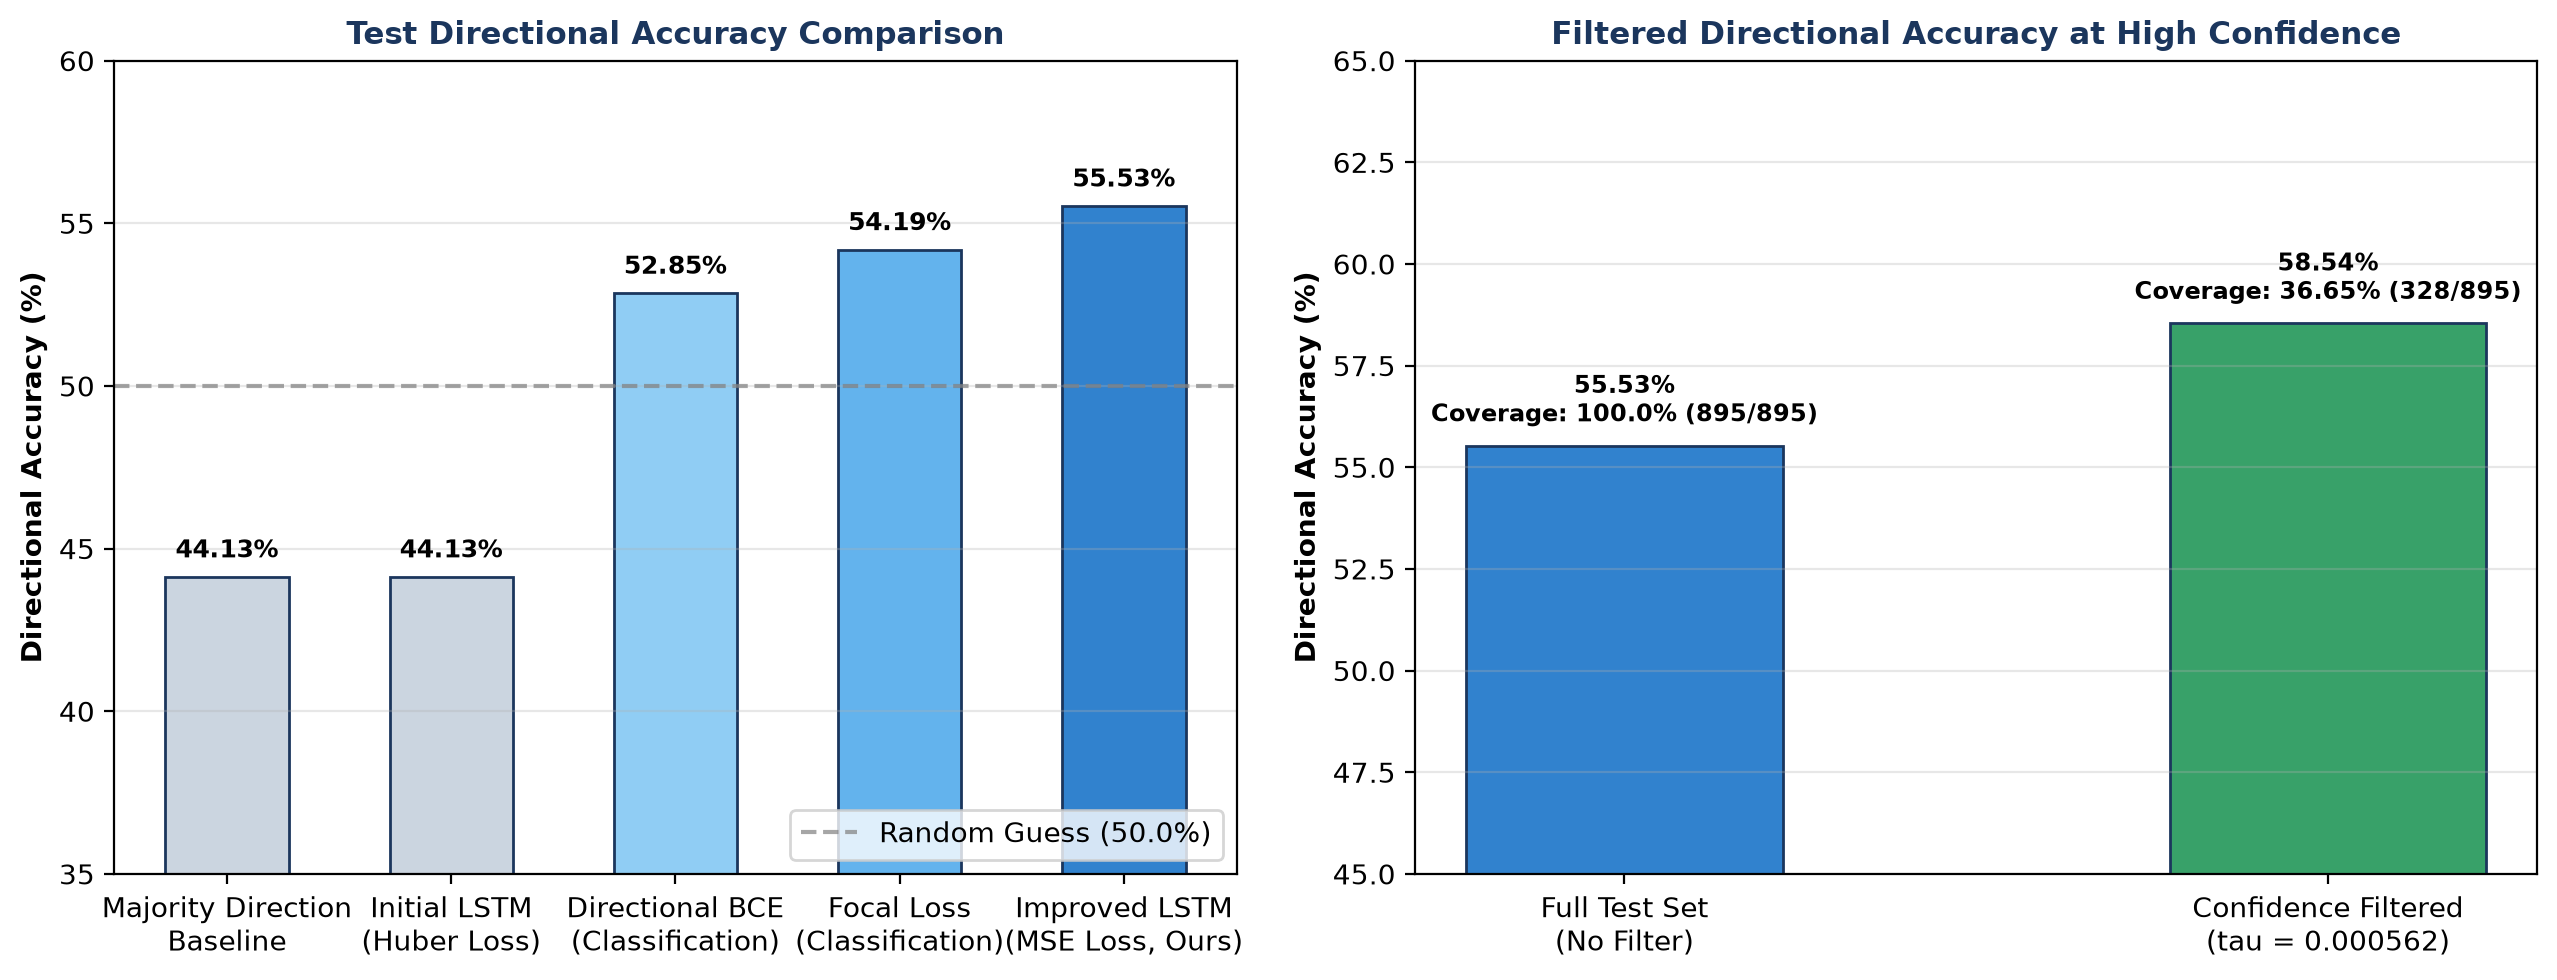 Test Directional Accuracy Comparison
Directional Accuracy (%)
60
55
50
45
40
35
44.13%
44.13%
52.85%
54.19%
55.53%
Random Guess (50.0%)
Majority Direction
Baseline
Initial LSTM
(Huber Loss)
Directional BCE
(Classification)
Focal Loss
(Classification)
Improved LSTM
(MSE Loss, Ours)
Filtered Directional Accuracy at High Confidence
Directional Accuracy (%)
65.0
62.5
60.0
57.5
55.0
52.5
50.0
47.5
45.0
55.53%
Coverage: 100.0% (895/895)
58.54%
Coverage: 36.65% (328/895)
Full Test Set
(No Filter)
Confidence Filtered
(tau = 0.000562)